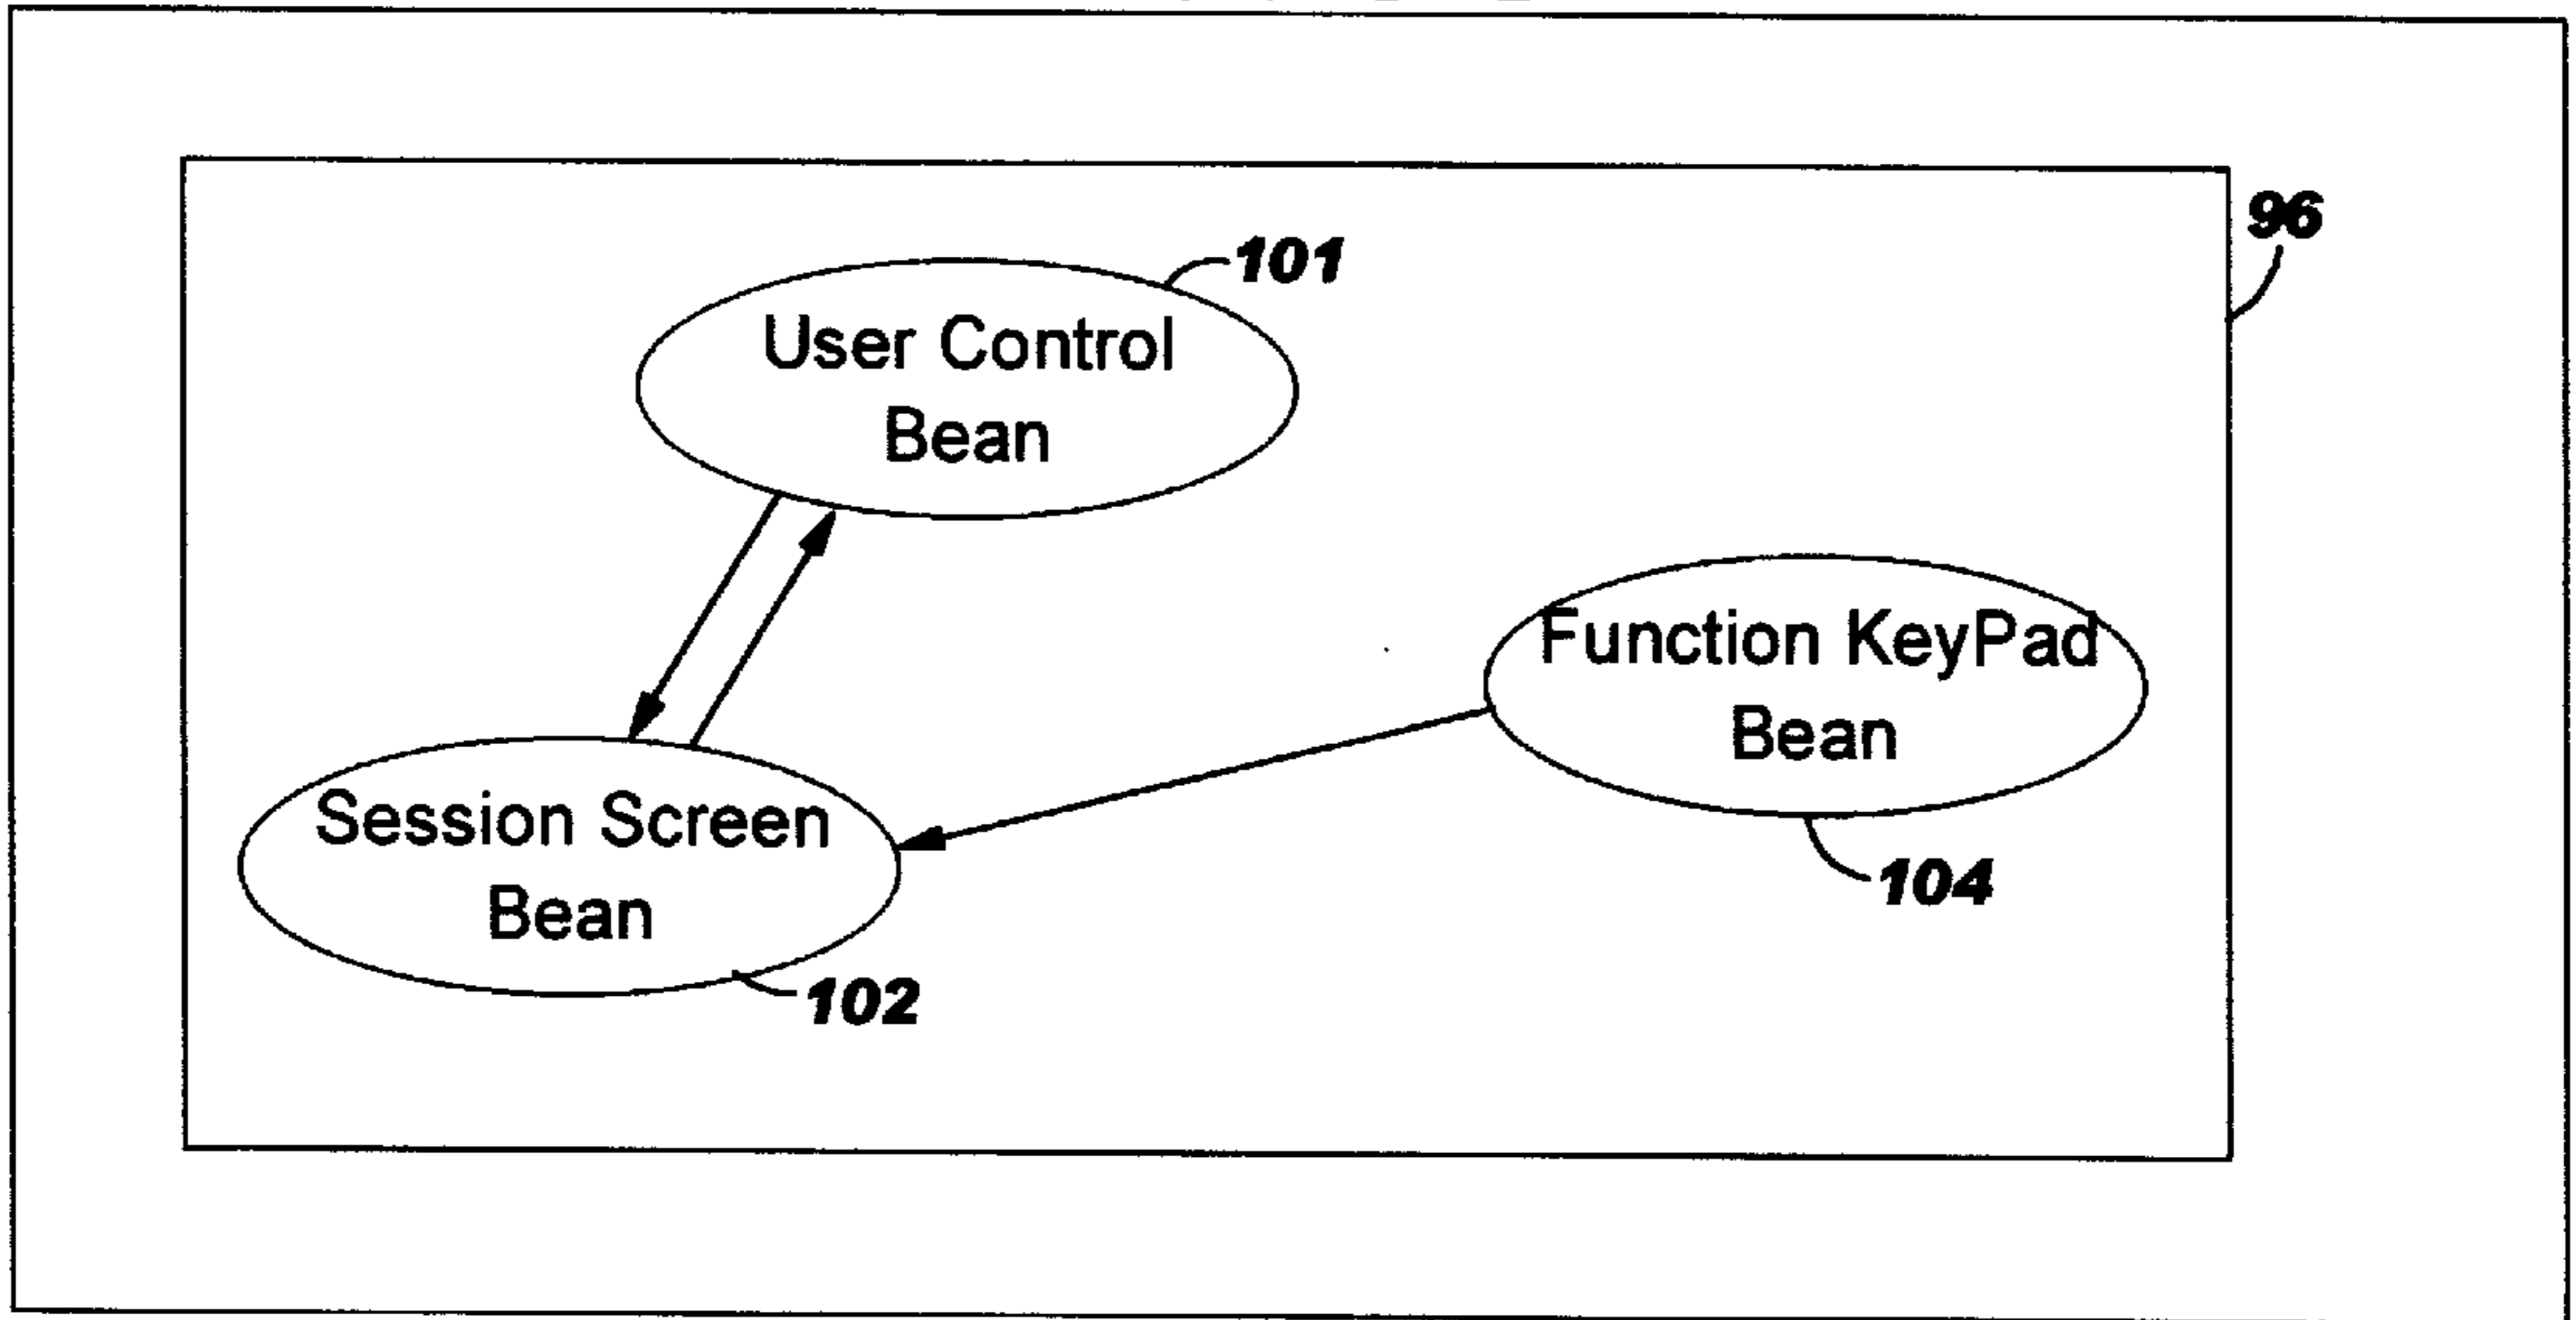 96
101
User Control
Bean
Function KeyPad
Bean
104
Session Screen
Bean
102